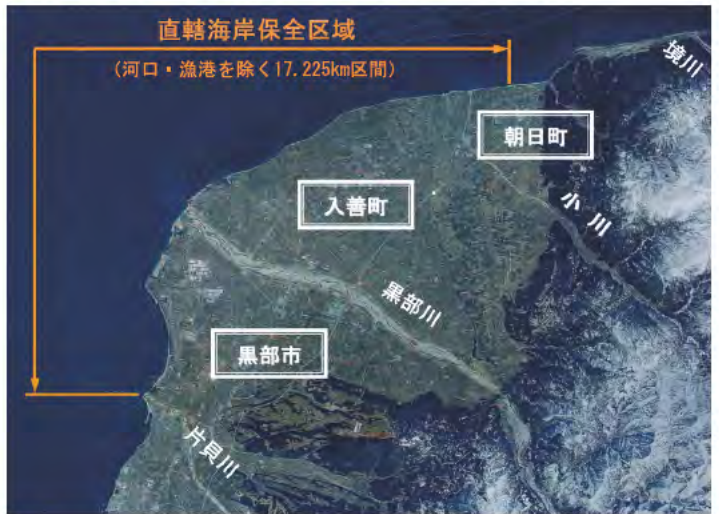 直轄海岸保全区域
（河口・漁港を除く17.225km区間）
境川
朝日町
小川
入善町
黒部川
黒部市
片貝川